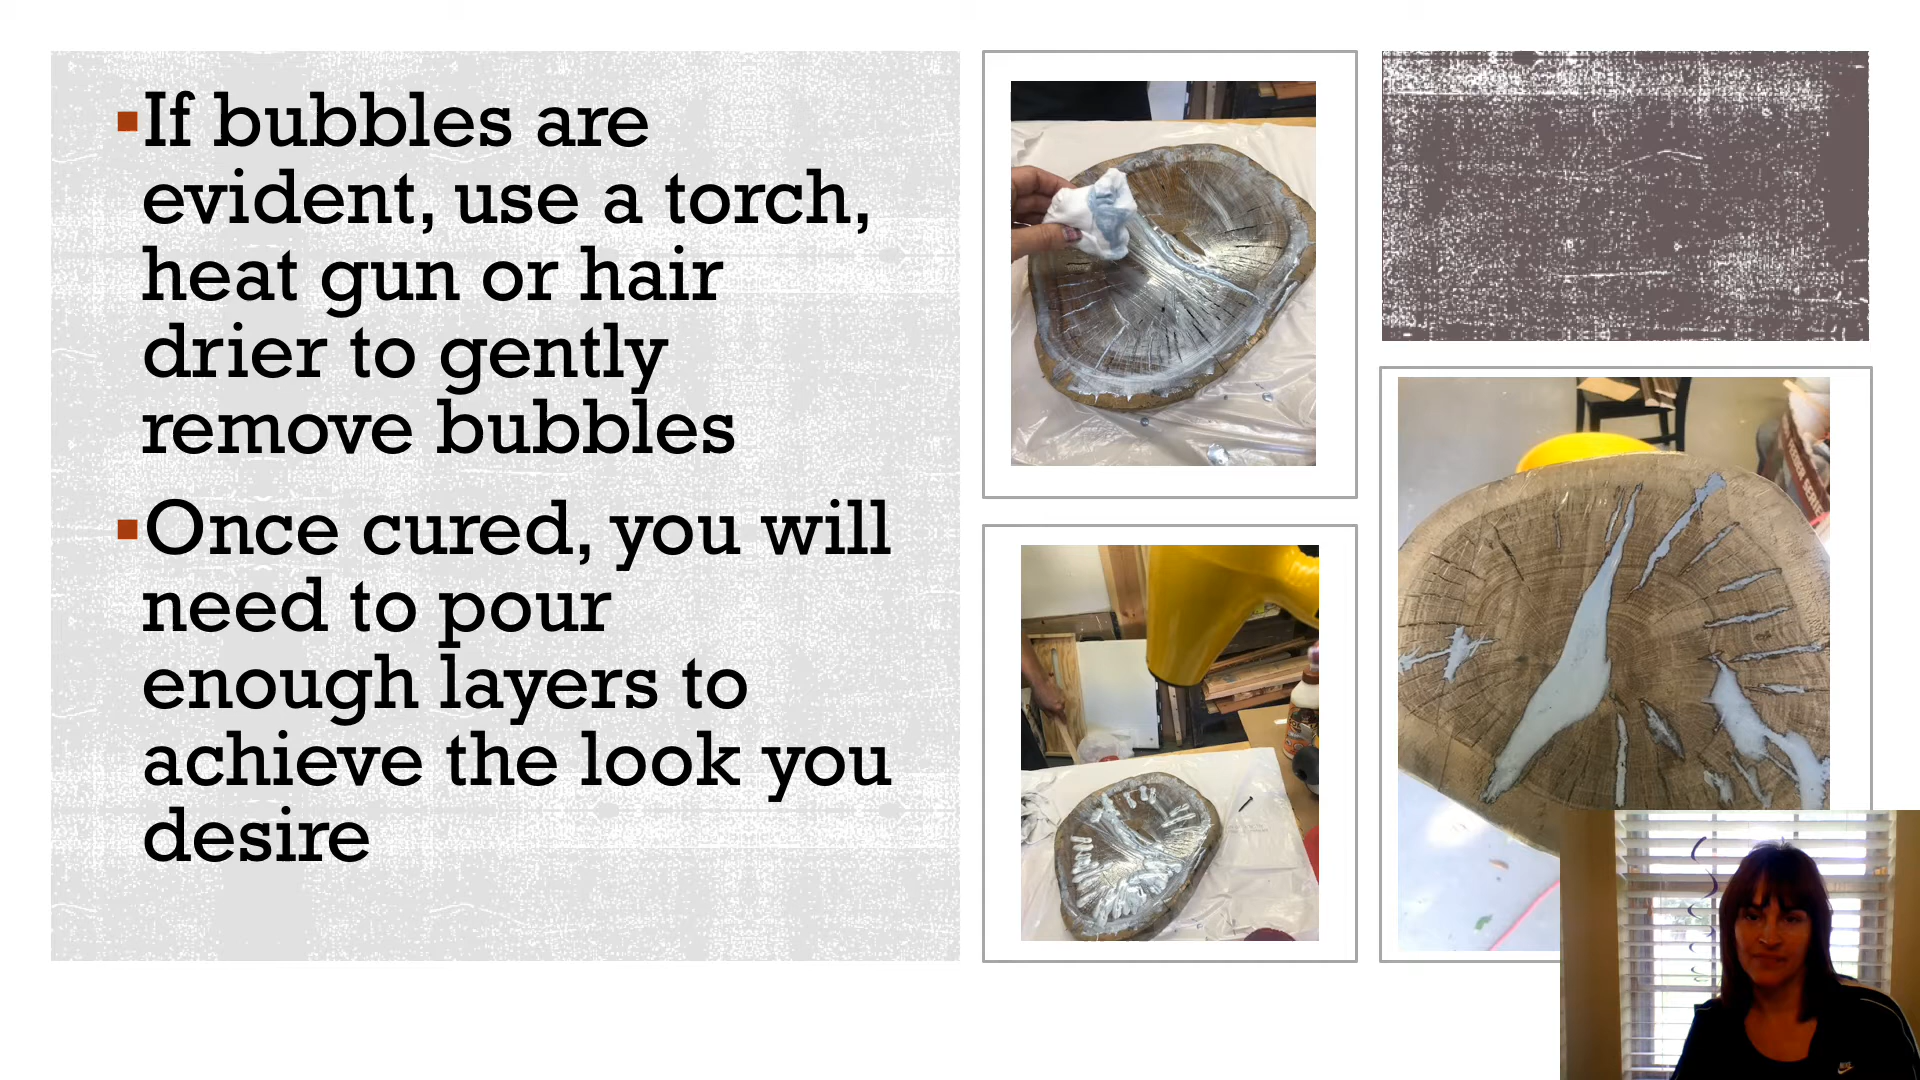 ▪If bubbles are
evident, use a torch,
heat gun or hair
drier to gently
remove bubbles
▪Once cured, you will
need to pour
enough layers to
achieve the look you
desire